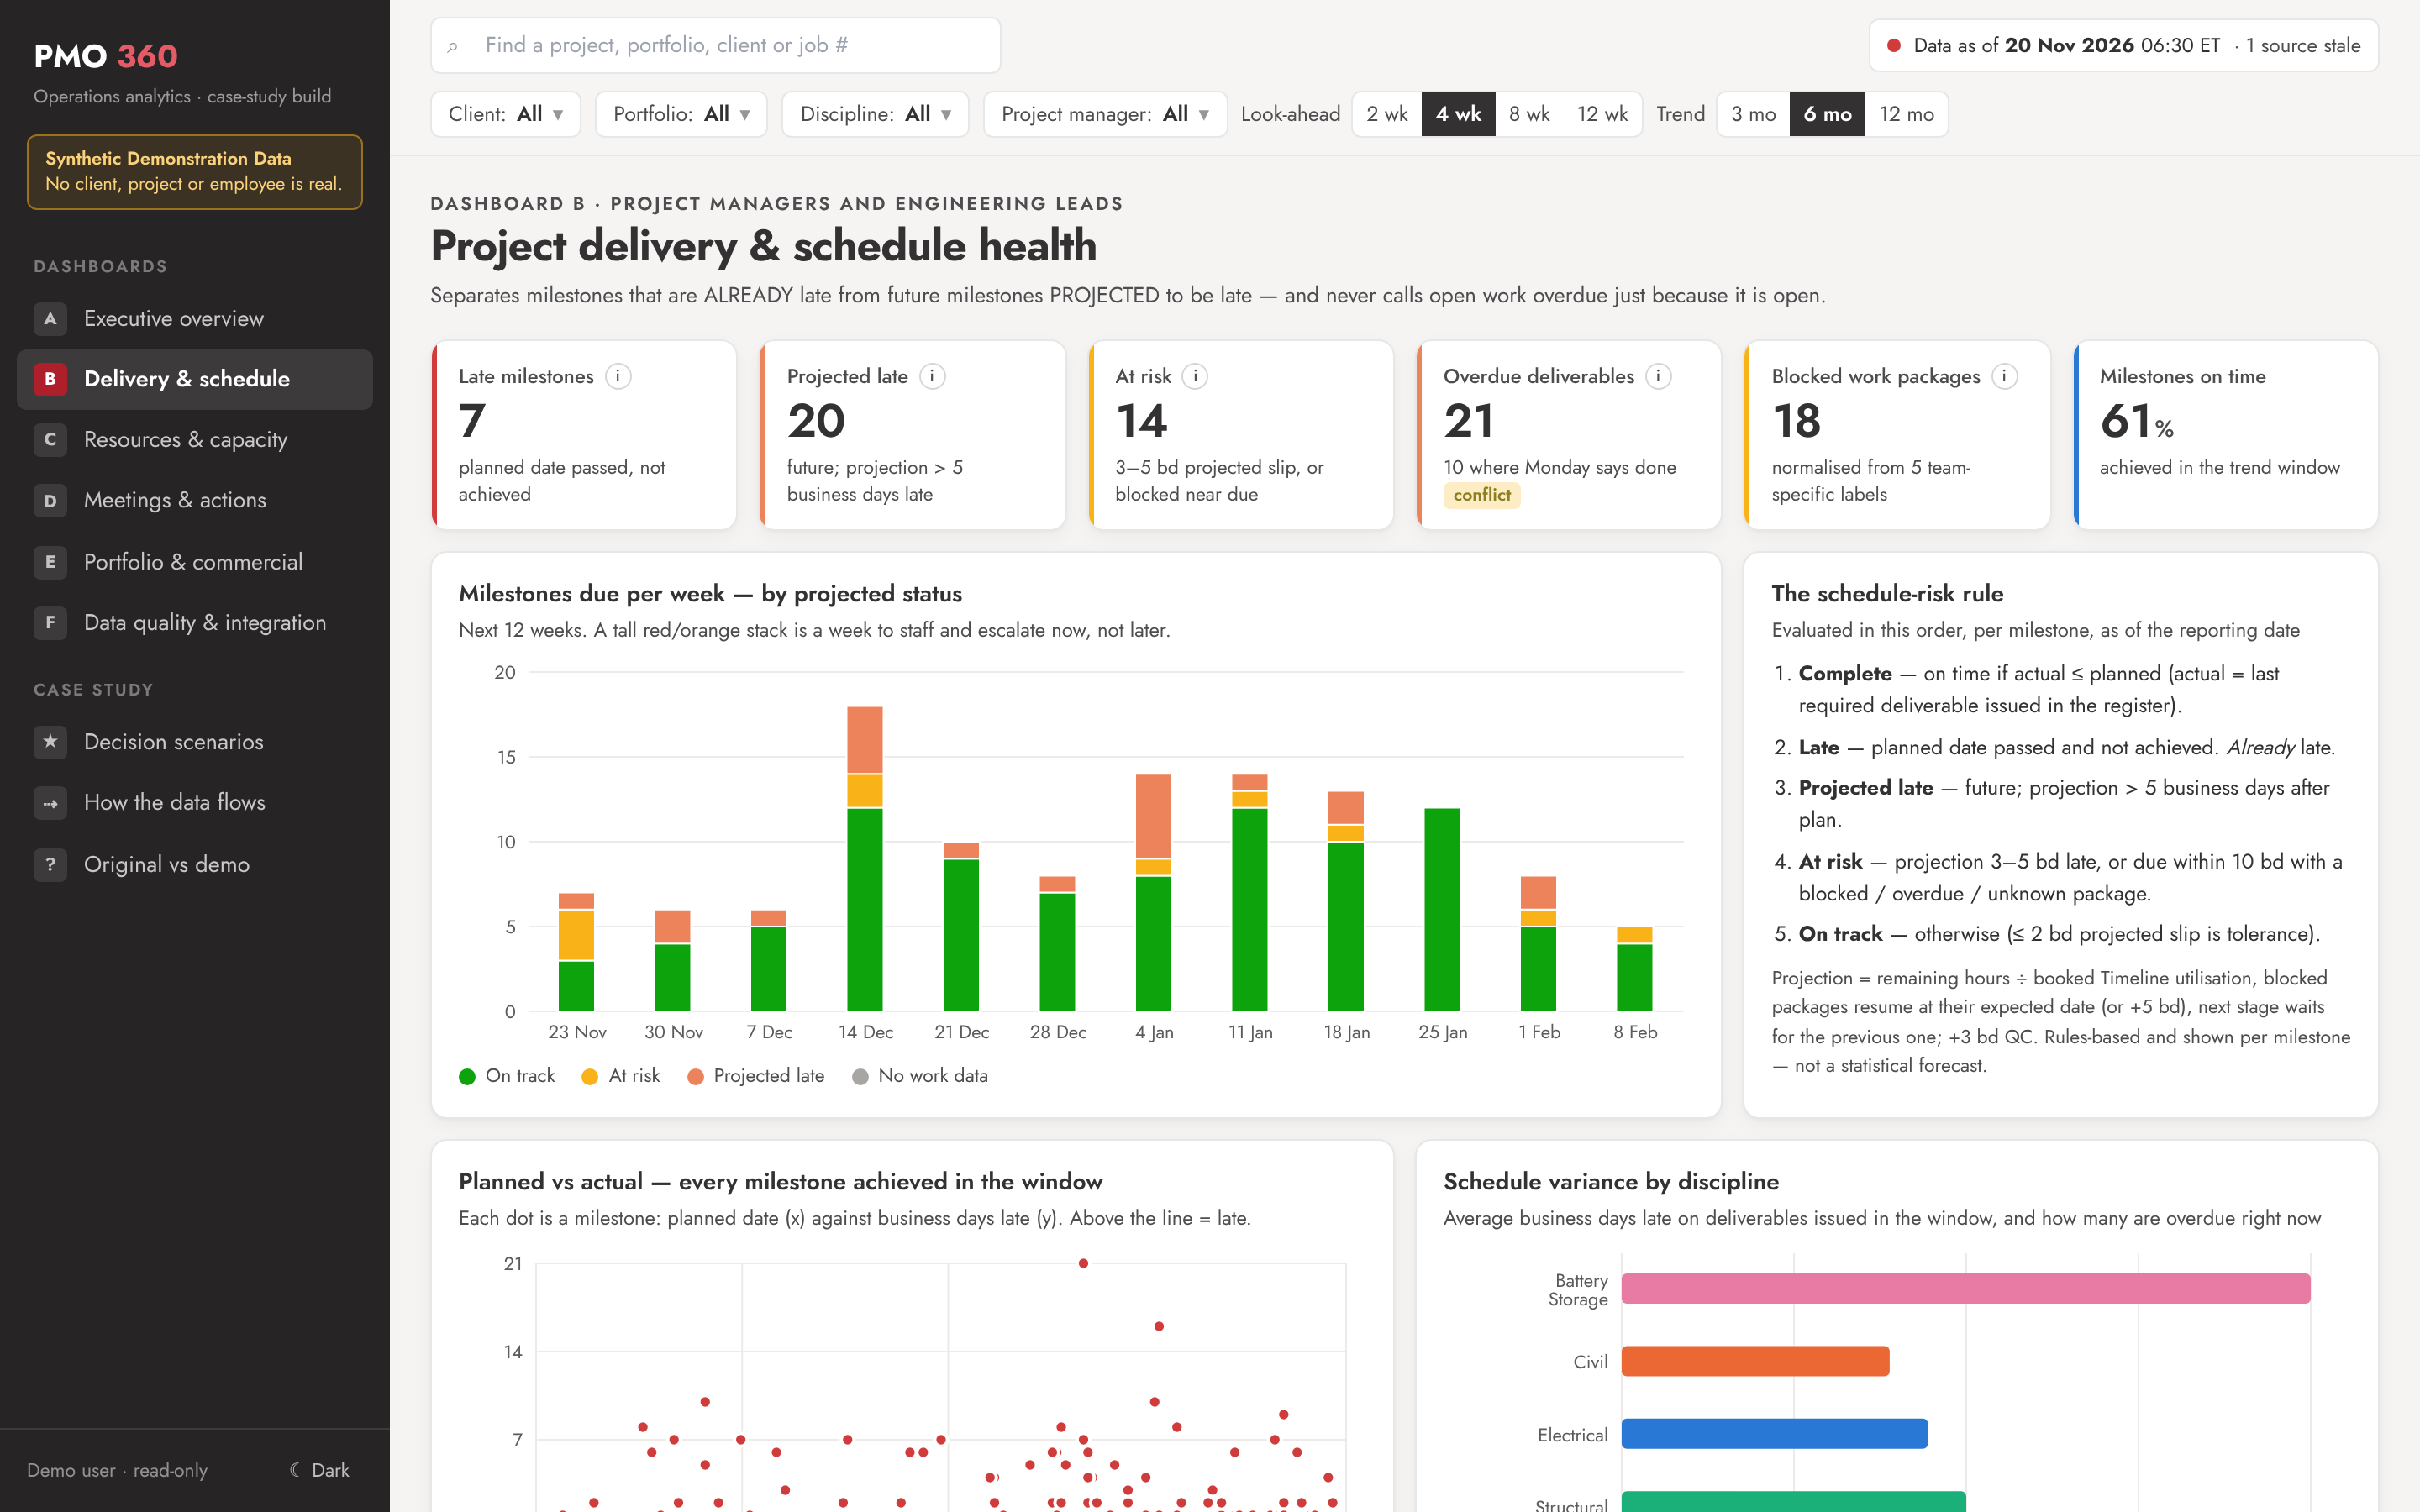 PMO 360
Operations analytics · case-study build
Synthetic Demonstration Data
No client, project or employee is real.
DASHBOARDS
A Executive overview
B Delivery & schedule
C Resources & capacity
D Meetings & actions
E Portfolio & commercial
F Data quality & integration
CASE STUDY
★ Decision scenarios
⇢ How the data flows
? Original vs demo
Demo user · read-only
☾ Dark
Find a project, portfolio, client or job #
Data as of 20 Nov 2026 06:30 ET · 1 source stale
Client: All ▾
Portfolio: All ▾
Discipline: All ▾
Project manager: All ▾
Look-ahead 2 wk 4 wk 8 wk 12 wk
Trend 3 mo 6 mo 12 mo
DASHBOARD B · PROJECT MANAGERS AND ENGINEERING LEADS
Project delivery & schedule health
Separates milestones that are ALREADY late from future milestones PROJECTED to be late — and never calls open work overdue just because it is open.
Late milestones i
7
planned date passed, not
achieved
Projected late i
20
future; projection > 5
business days late
At risk i
14
3–5 bd projected slip, or
blocked near due
Overdue deliverables i
21
10 where Monday says done
conflict
Blocked work packages i
18
normalised from 5 team-
specific labels
Milestones on time
61%
achieved in the trend window
Milestones due per week — by projected status
Next 12 weeks. A tall red/orange stack is a week to staff and escalate now, not later.
20
15
10
5
0
23 Nov 30 Nov 7 Dec 14 Dec 21 Dec 28 Dec 4 Jan 11 Jan 18 Jan 25 Jan 1 Feb 8 Feb
On track At risk Projected late No work data
The schedule-risk rule
Evaluated in this order, per milestone, as of the reporting date
1. Complete — on time if actual ≤ planned (actual = last
required deliverable issued in the register).
2. Late — planned date passed and not achieved. Already late.
3. Projected late — future; projection > 5 business days after
plan.
4. At risk — projection 3–5 bd late, or due within 10 bd with a
blocked / overdue / unknown package.
5. On track — otherwise (≤ 2 bd projected slip is tolerance).
Projection = remaining hours ÷ booked Timeline utilisation, blocked
packages resume at their expected date (or +5 bd), next stage waits
for the previous one; +3 bd QC. Rules-based and shown per milestone
— not a statistical forecast.
Planned vs actual — every milestone achieved in the window
Each dot is a milestone: planned date (x) against business days late (y). Above the line = late.
21
14
7
Schedule variance by discipline
Average business days late on deliverables issued in the window, and how many are overdue right now
Battery
Storage
Civil
Electrical
Structural